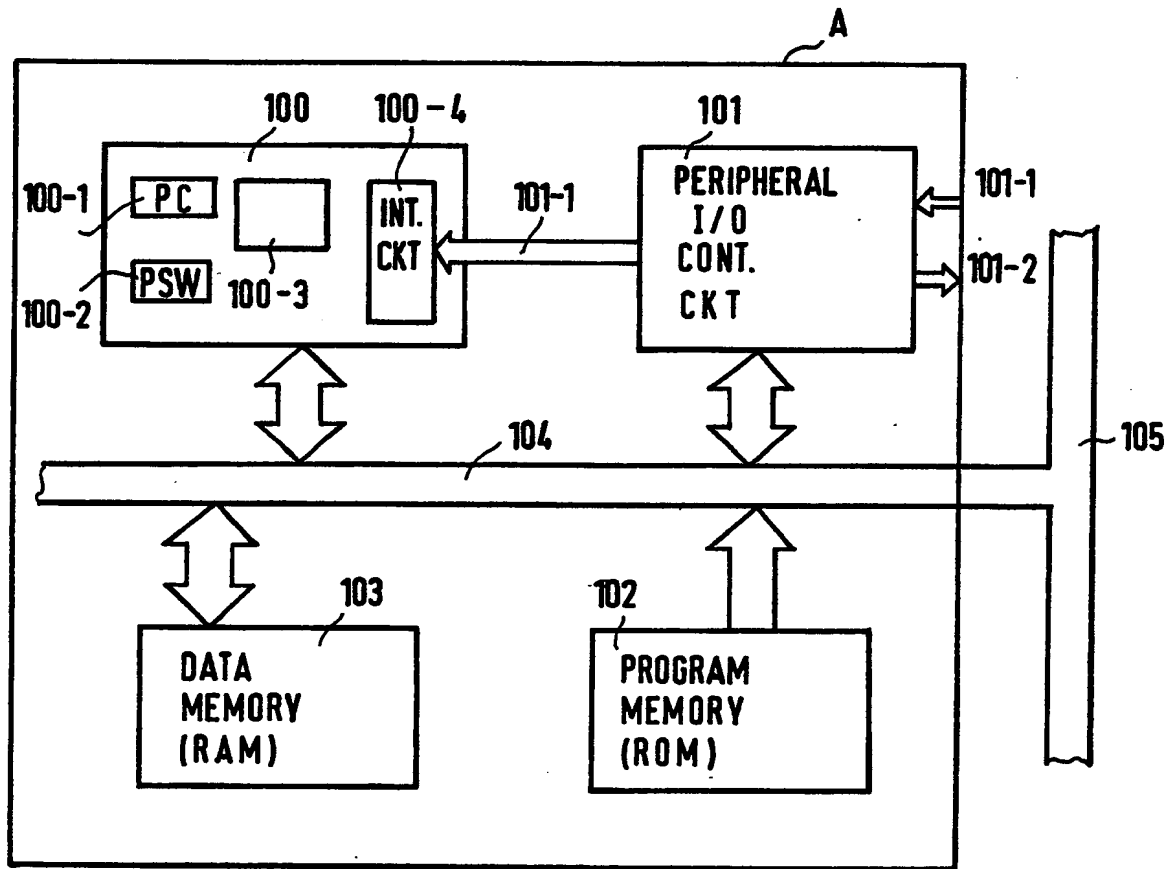 A
100
100-4
101
100-1
PC
INT.
CKT
101-1
PERIPHERAL
I/O
CONT.
CKT
101-1
101-2
PSW
100-2
100-3
104
105
103
102
DATA
MEMORY
(RAM)
PROGRAM
MEMORY
(ROM)